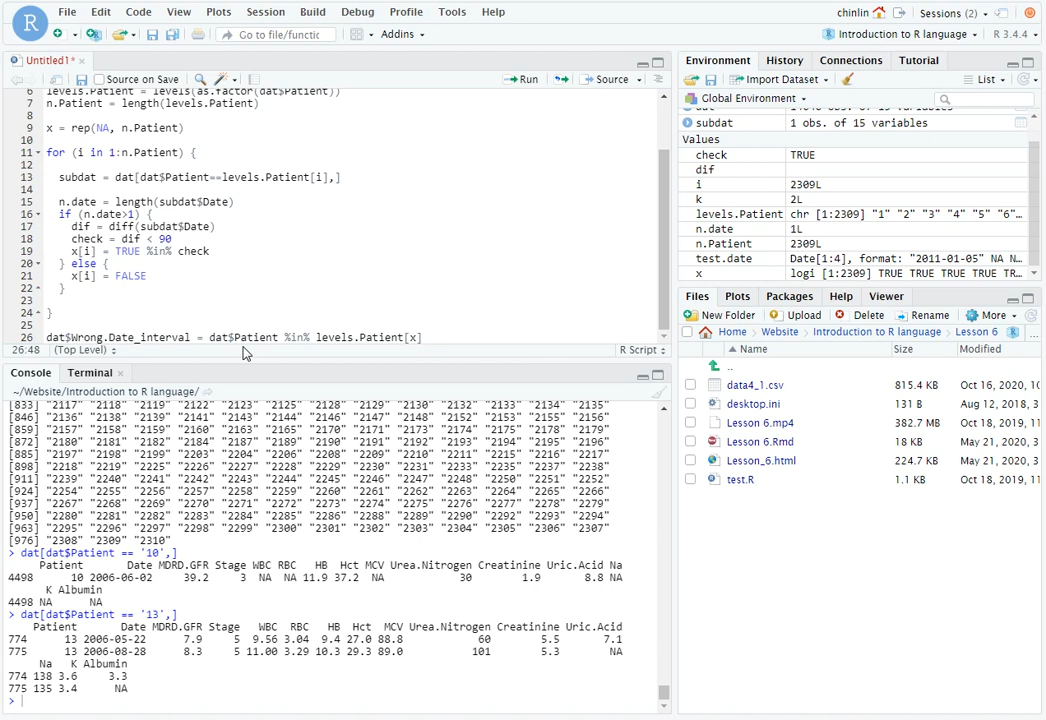 File Edit Code View Plots Session Build Debug Profile Tools Help
chinlin
Sessions (2)
R
Go to file/functic
Addins
Introduction to R language
R 3.4.4
Untitled1*
Source on Save
Run
Source
6 levels.Patient = levels(as.factor(dat$Patient))
7 n.Patient = length(levels.Patient)
8
9 x = rep(NA, n.Patient)
10
11 for (i in 1:n.Patient) {
12
13 subdat = dat[dat$Patient==levels.Patient[i],]
14
15 n.date = length(subdat$Date)
16 if (n.date>1) {
17 dif = diff(subdat$Date)
18 check = dif < 90
19 x[i] = TRUE %in% check
20 } else {
21 x[i] = FALSE
22 }
23
24 }
25
26 dat$Wrong.Date_interval = dat$Patient %in% levels.Patient[x]
26:48 (Top Level) R Script
Console Terminal
~/Website/Introduction to R language/
[833] "2117" "2118" "2119" "2122" "2123" "2125" "2128" "2129" "2130" "2132" "2133" "2134" "2135"
[846] "2136" "2138" "2139" "2141" "2143" "2144" "2147" "2148" "2152" "2153" "2155" "2156"
[859] "2157" "2158" "2159" "2160" "2163" "2165" "2170" "2171" "2173" "2174" "2175" "2178" "2179"
[872] "2180" "2181" "2182" "2184" "2187" "2189" "2190" "2191" "2192" "2193" "2194" "2195" "2196"
[885] "2197" "2198" "2199" "2203" "2204" "2206" "2208" "2209" "2210" "2211" "2215" "2216" "2217"
[898] "2218" "2219" "2225" "2226" "2227" "2228" "2229" "2230" "2231" "2233" "2235" "2237" "2238"
[911] "2239" "2240" "2241" "2242" "2243" "2244" "2245" "2246" "2247" "2248" "2250" "2251" "2252"
[924] "2254" "2255" "2256" "2257" "2258" "2259" "2260" "2261" "2262" "2263" "2264" "2265" "2266"
[937] "2267" "2268" "2269" "2270" "2271" "2272" "2273" "2274" "2275" "2276" "2277" "2278" "2279"
[950] "2280" "2281" "2282" "2283" "2284" "2285" "2286" "2288" "2289" "2290" "2292" "2293" "2294"
[963] "2295" "2296" "2297" "2298" "2299" "2300" "2301" "2302" "2303" "2304" "2305" "2306" "2307"
[976] "2308" "2309" "2310"
> dat[dat$Patient == '10',]
Patient Date MDRD.GFR Stage WBC RBC HB Hct MCV Urea.Nitrogen Creatinine Uric.Acid Na
4498 10 2006-06-02 39.2 3 NA NA 11.9 37.2 NA 30 1.9 8.8 NA
K Albumin
4498 NA NA
> dat[dat$Patient == '13',]
Patient Date MDRD.GFR Stage WBC RBC HB Hct MCV Urea.Nitrogen Creatinine Uric.Acid
774 13 2006-05-22 7.9 5 9.56 3.04 9.4 27.0 88.8 60 5.5 7.1
775 13 2006-08-28 8.3 5 11.00 3.29 10.3 29.3 89.0 101 5.3 NA
Na K Albumin
774 138 3.6 3.3
775 135 3.4 NA
>
Environment History Connections Tutorial
Import Dataset
List
Global Environment
subdat 1 obs. of 15 variables
Values
check TRUE
dif
i 2309L
k 2L
levels.Patient chr [1:2309] "1" "2" "3" "4" "5" "6"…
n.date 1L
n.Patient 2309L
test.date Date[1:4], format: "2011-01-05" NA N…
x logi [1:2309] TRUE TRUE TRUE TRUE TR…
Files Plots Packages Help Viewer
New Folder Upload Delete Rename More
Home Website Introduction to R language Lesson 6 ...
Name Size Modified
..
data4_1.csv 815.4 KB Oct 16, 2020, 10
desktop.ini 131 B Aug 12, 2018, 3
Lesson 6.mp4 382.7 MB Oct 18, 2019, 11
Lesson 6.Rmd 18 KB May 21, 2020, 3
Lesson_6.html 224.7 KB May 21, 2020, 3
test.R 1.1 KB Oct 18, 2019, 11